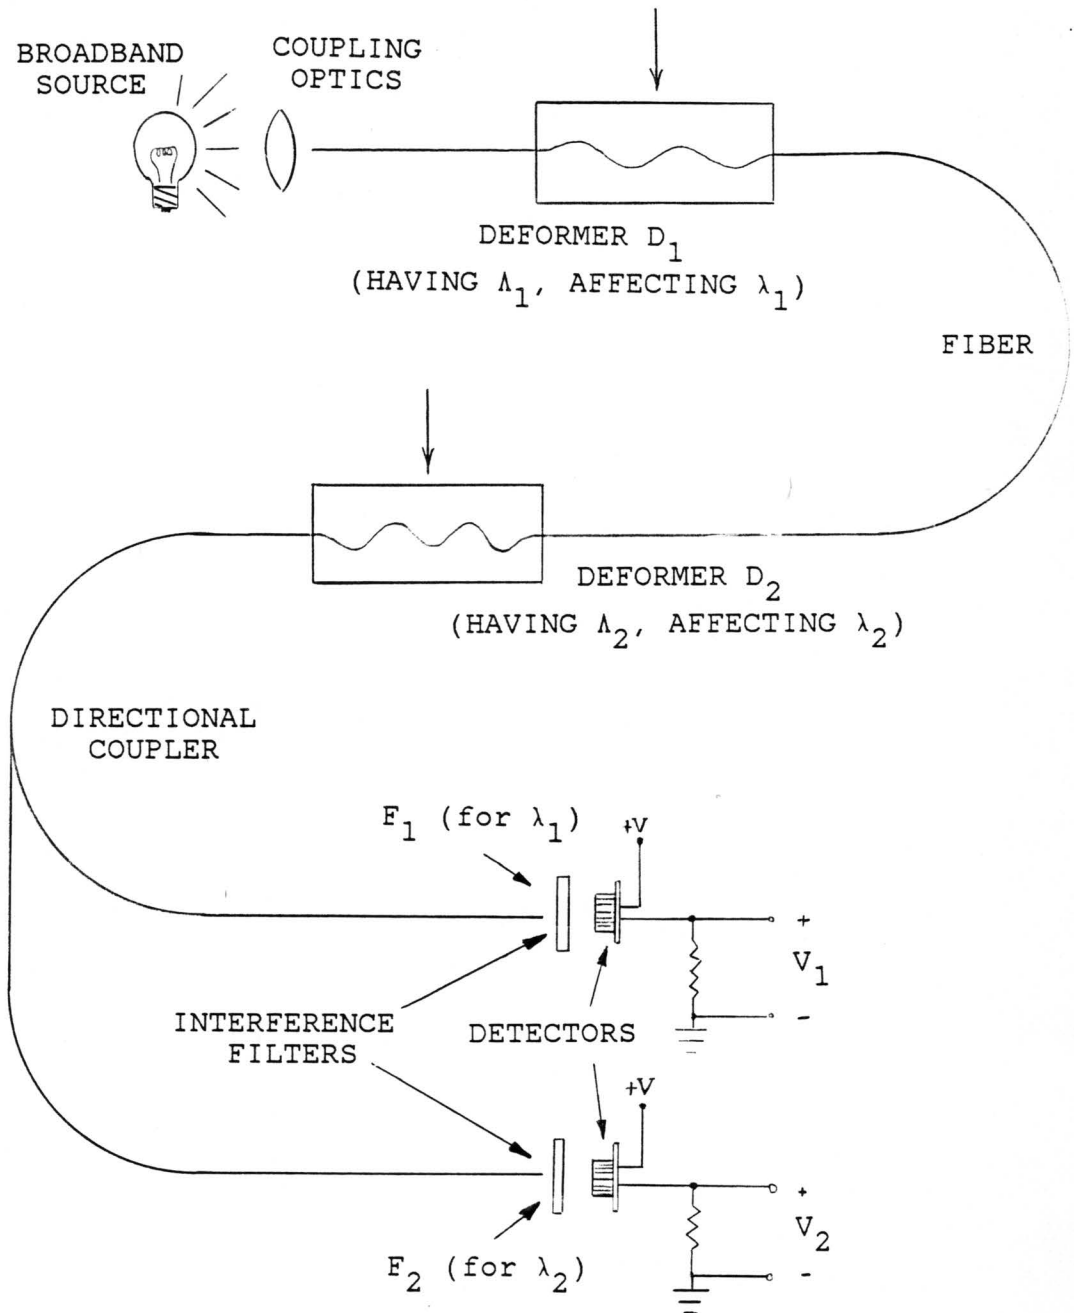 BROADBAND
SOURCE
COUPLING
OPTICS
DEFORMER D₁
(HAVING Λ₁, AFFECTING λ₁)
FIBER
DEFORMER D₂
(HAVING Λ₂, AFFECTING λ₂)
DIRECTIONAL
COUPLER
F₁ (for λ₁)
+V
+
V₁
-
INTERFERENCE
FILTERS
DETECTORS
+V
+
V₂
-
F₂ (for λ₂)